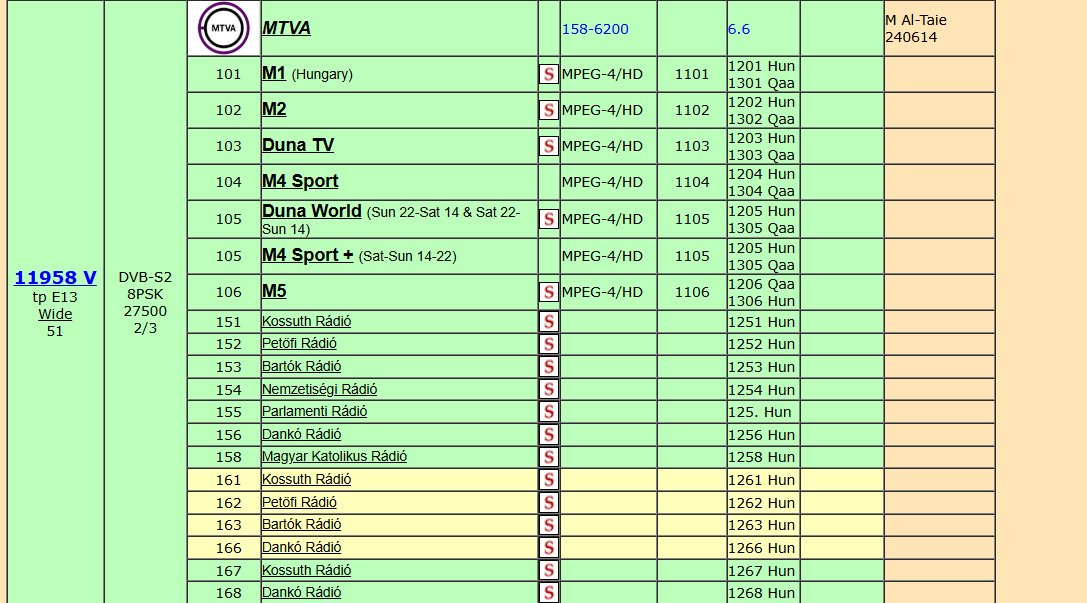 MTVA MTVA 158-6200 6.6 M Al-Taie
240614
101 M1 (Hungary) S MPEG-4/HD 1101 1201 Hun
1301 Qaa
102 M2 S MPEG-4/HD 1102 1202 Hun
1302 Qaa
103 Duna TV S MPEG-4/HD 1103 1203 Hun
1303 Qaa
104 M4 Sport MPEG-4/HD 1104 1204 Hun
1304 Qaa
105 Duna World (Sun 22-Sat 14 & Sat 22-
Sun 14) S MPEG-4/HD 1105 1205 Hun
1305 Qaa
105 M4 Sport + (Sat-Sun 14-22) MPEG-4/HD 1105 1205 Hun
1305 Qaa
11958 V
tp E13
Wide
51
DVB-S2
8PSK
27500
2/3
106 M5 S MPEG-4/HD 1106 1206 Qaa
1306 Hun
151 Kossuth Rádió S 1251 Hun
152 Petőfi Rádió S 1252 Hun
153 Bartók Rádió S 1253 Hun
154 Nemzetiségi Rádió S 1254 Hun
155 Parlamenti Rádió S 125. Hun
156 Dankó Rádió S 1256 Hun
158 Magyar Katolikus Rádió S 1258 Hun
161 Kossuth Rádió S 1261 Hun
162 Petőfi Rádió S 1262 Hun
163 Bartók Rádió S 1263 Hun
166 Dankó Rádió S 1266 Hun
167 Kossuth Rádió S 1267 Hun
168 Dankó Rádió S 1268 Hun